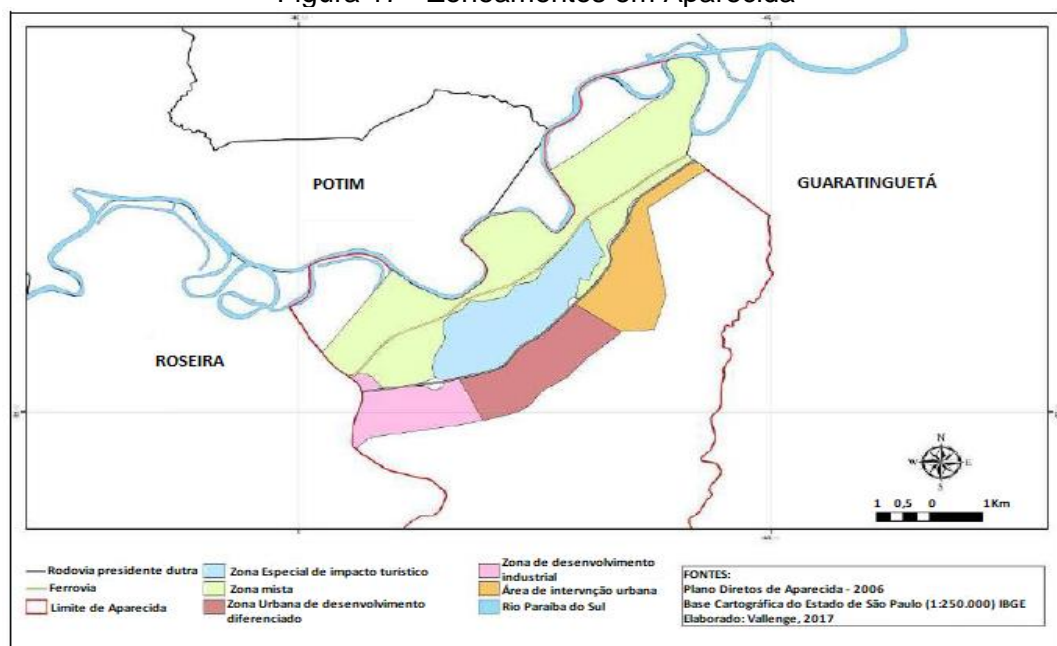 Figura 17 – Zoneamentos em Aparecida
POTIM
GUARATINGUETÁ
ROSEIRA
N
W E
S
1 0,5 0 1Km
Rodovia presidente dutra
Ferrovia
Limite de Aparecida
Zona Especial de impacto turístico
Zona mista
Zona Urbana de desenvolvimento
diferenciado
Zona de desenvolvimento
industrial
Área de intervnção urbana
Rio Paraíba do Sul
FONTES:
Plano Diretos de Aparecida - 2006
Base Cartográfica do Estado de São Paulo (1:250.000) IBGE
Elaborado: Vallenge, 2017